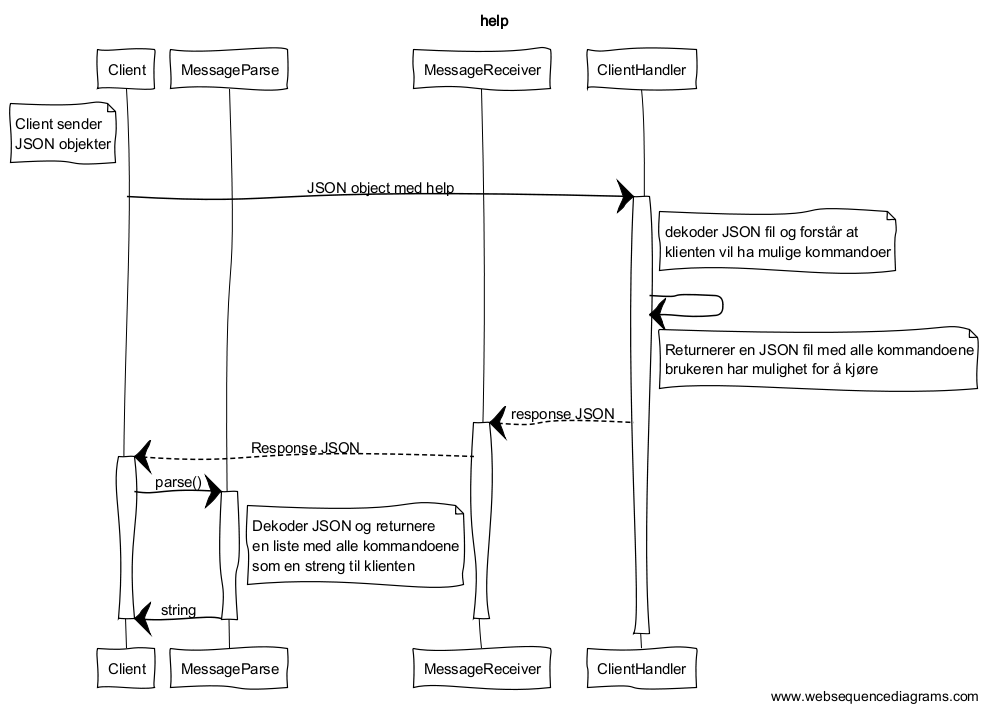 help
Client
MessageParse
MessageReceiver
ClientHandler
Client sender
JSON objekter
JSON object med help
dekoder JSON fil og forstår at
klienten vil ha mulige kommandoer
Returnerer en JSON fil med alle kommandoene
brukeren har mulighet for å kjøre
response JSON
Response JSON
parse()
Dekoder JSON og returnere
en liste med alle kommandoene
som en streng til klienten
string
Client
MessageParse
MessageReceiver
ClientHandler
www.websequencediagrams.com